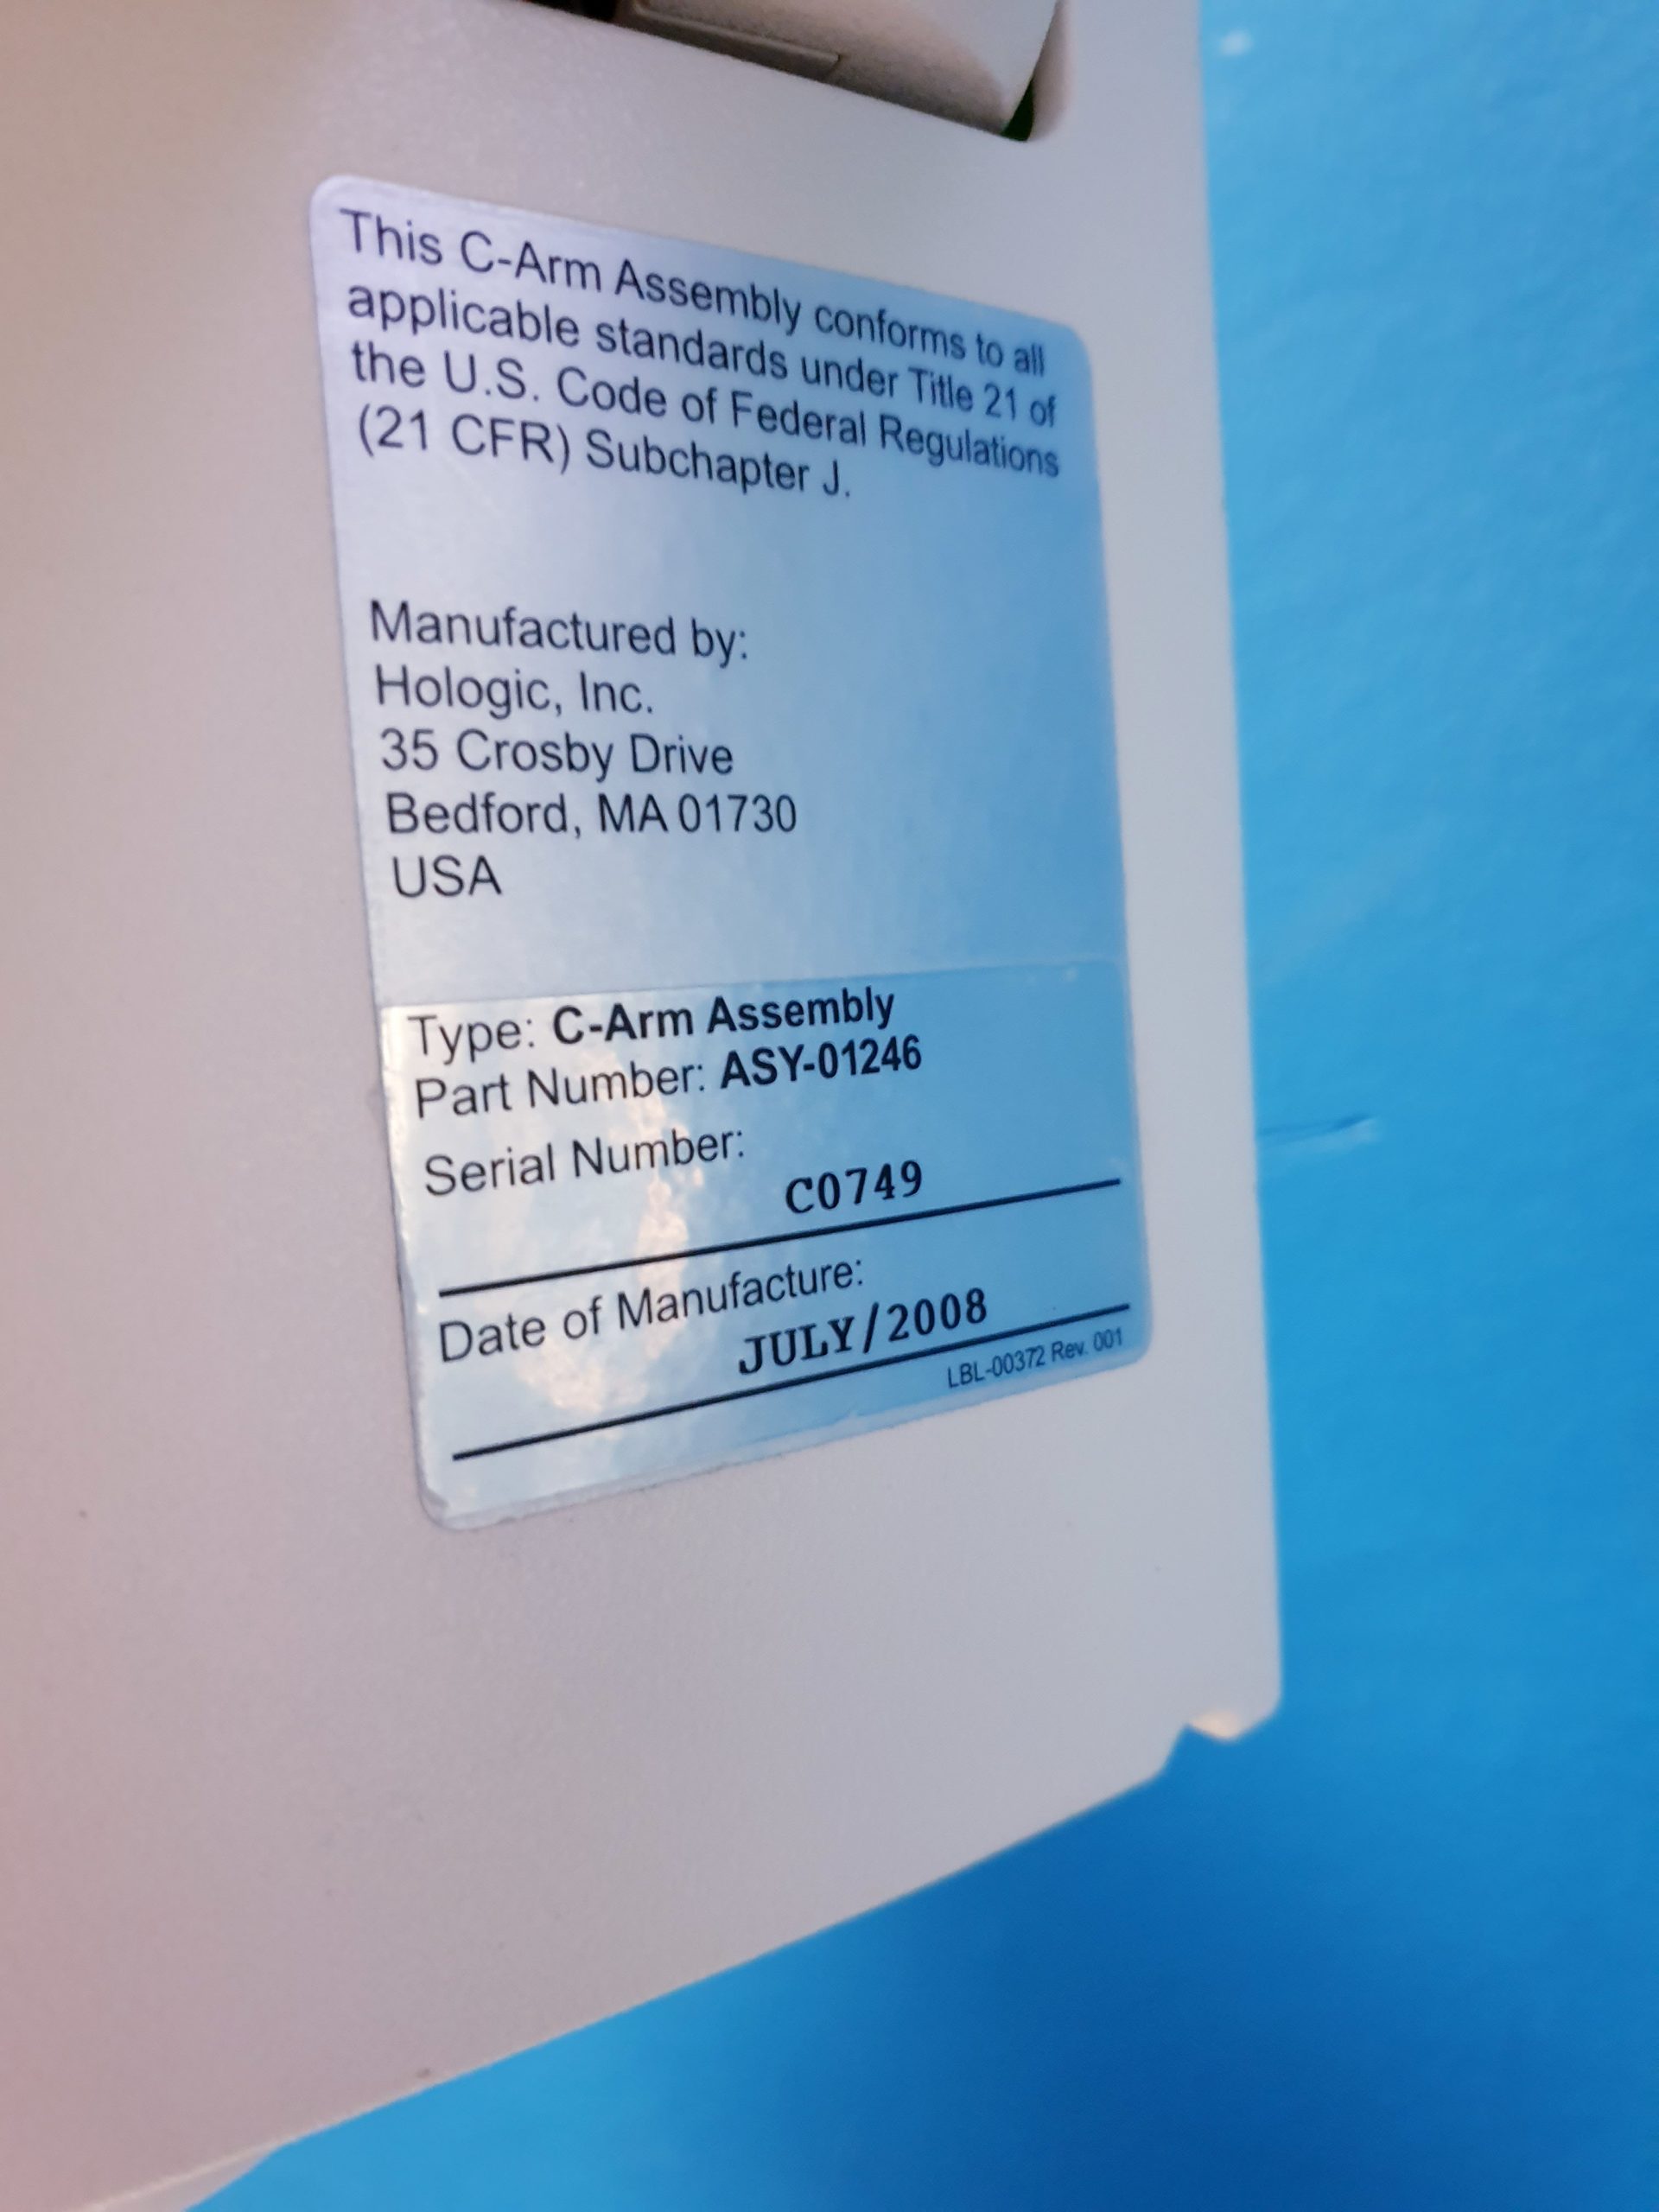 This C-Arm Assembly conforms to all
applicable standards under Title 21 of
the U.S. Code of Federal Regulations
(21 CFR) Subchapter J.
Manufactured by:
Hologic, Inc.
35 Crosby Drive
Bedford, MA 01730
USA
Type: C-Arm Assembly
Part Number: ASY-01246
Serial Number:
C0749
Date of Manufacture:
JULY/2008
LBL-00372 Rev. 001